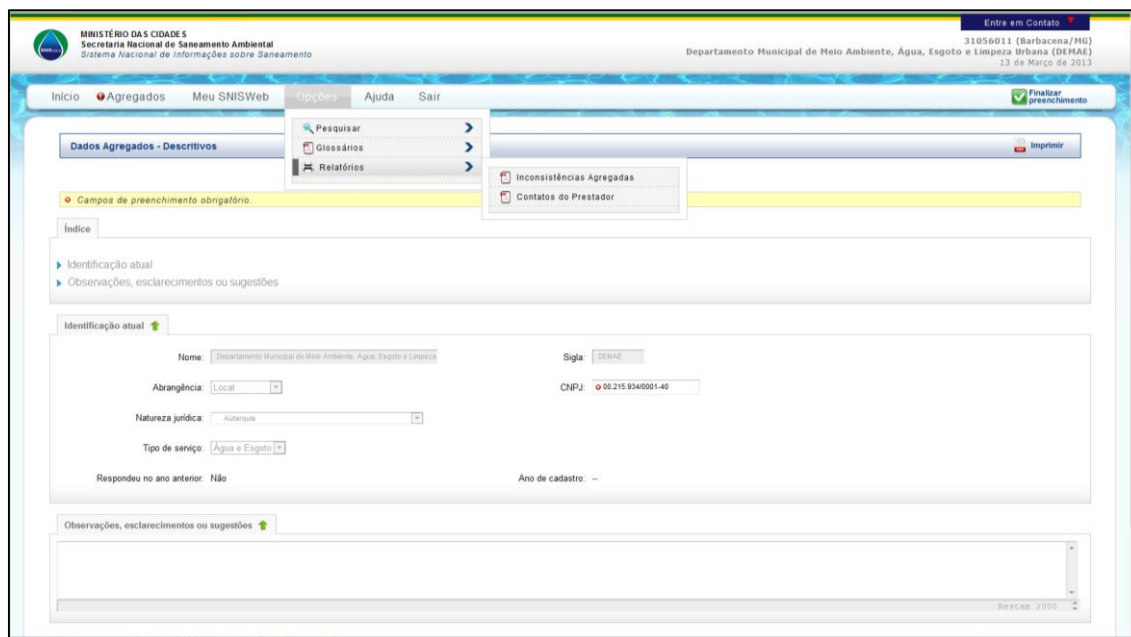 Entre em Contato
MINISTÉRIO DAS CIDADES
Secretaria Nacional de Saneamento Ambiental
Sistema Nacional de Informações sobre Saneamento
31056011 (Barbacena/MG)
Departamento Municipal de Meio Ambiente, Água, Esgoto e Limpeza Urbana (DEMAE)
13 de Março de 2013
Início Agregados Meu SNISWeb Opções Ajuda Sair
Finalizar
preenchimento
Pesquisar
Glossários
Relatórios
Inconsistências Agregadas
Contatos do Prestador
Dados Agregados - Descritivos
Imprimir
Campos de preenchimento obrigatório.
Índice
Identificação atual
Observações, esclarecimentos ou sugestões
Identificação atual
Nome: Departamento Municipal de Meio Ambiente, Água, Esgoto e Limpeza Sigla: DEMAE
Abrangência: Local CNPJ: 00.215.934/0001-40
Natureza jurídica: Autarquia
Tipo de serviço: Água e Esgoto
Respondeu no ano anterior: Não Ano de cadastro: --
Observações, esclarecimentos ou sugestões
Restam 2000